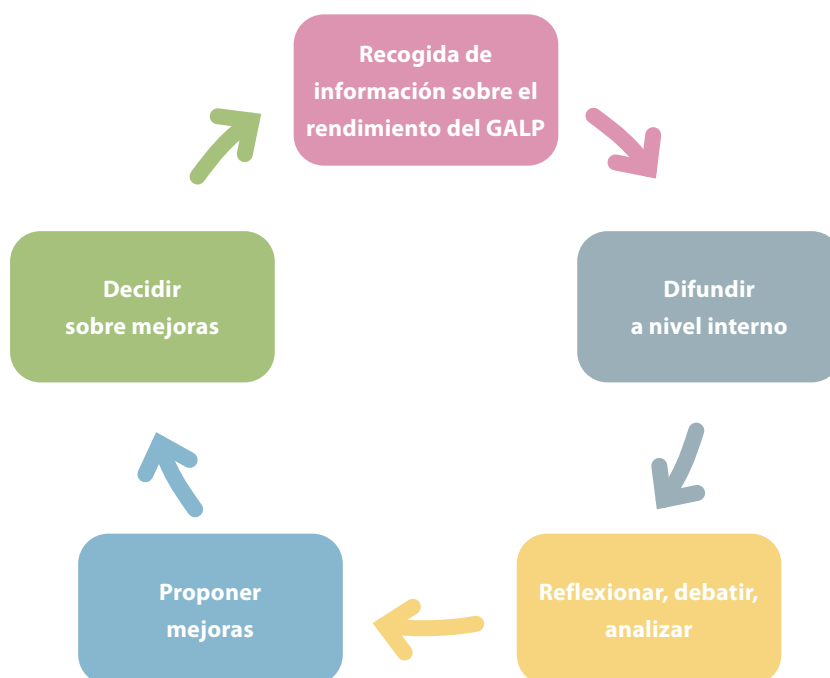 Recogida de
información sobre el
rendimiento del GALP
Difundir
a nivel interno
Reflexionar, debatir,
analizar
Proponer
mejoras
Decidir
sobre mejoras